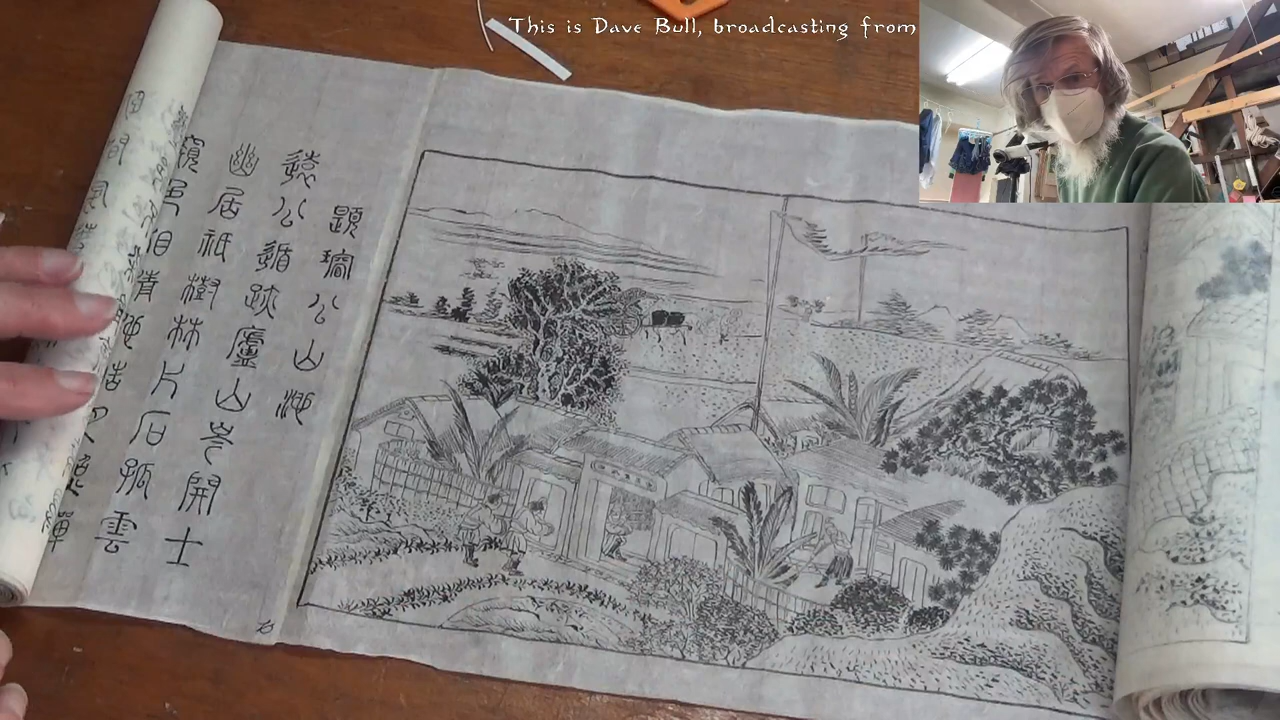 This is Dave Bull, broadcasting from
題璿公山池
遠公遁跡廬山岑開士
幽居祇樹林片石孤雲
窺色相清池皓月照禪